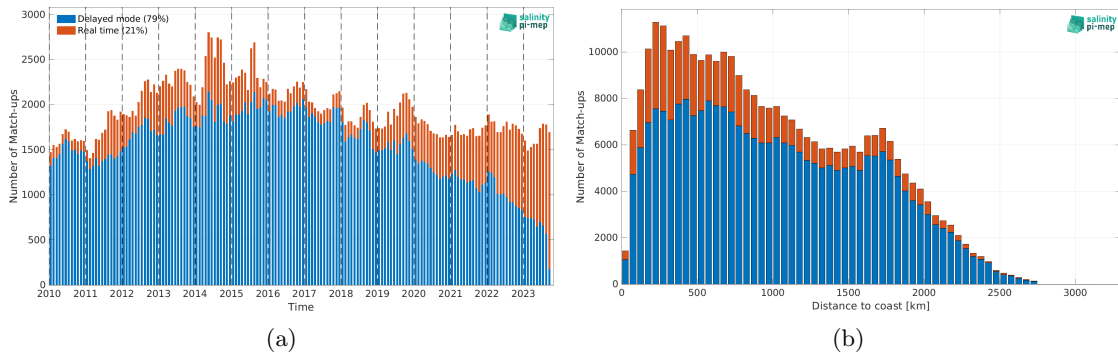 Delayed mode (79%)
Real time (21%)
salinity
pi-mep
Number of Match-ups
3000
2500
2000
1500
1000
500
0
2010 2011 2012 2013 2014 2015 2016 2017 2018 2019 2020 2021 2022 2023
Time
(a)
salinity
pi-mep
Number of Match-ups
10000
8000
6000
4000
2000
0
0 500 1000 1500 2000 2500 3000
Distance to coast [km]
(b)